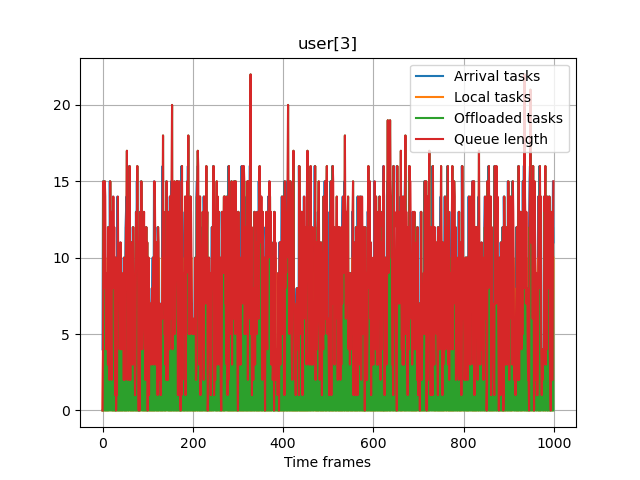 user[3]
Arrival tasks
Local tasks
Offloaded tasks
Queue length
20
15
10
5
0
0 200 400 600 800 1000
Time frames